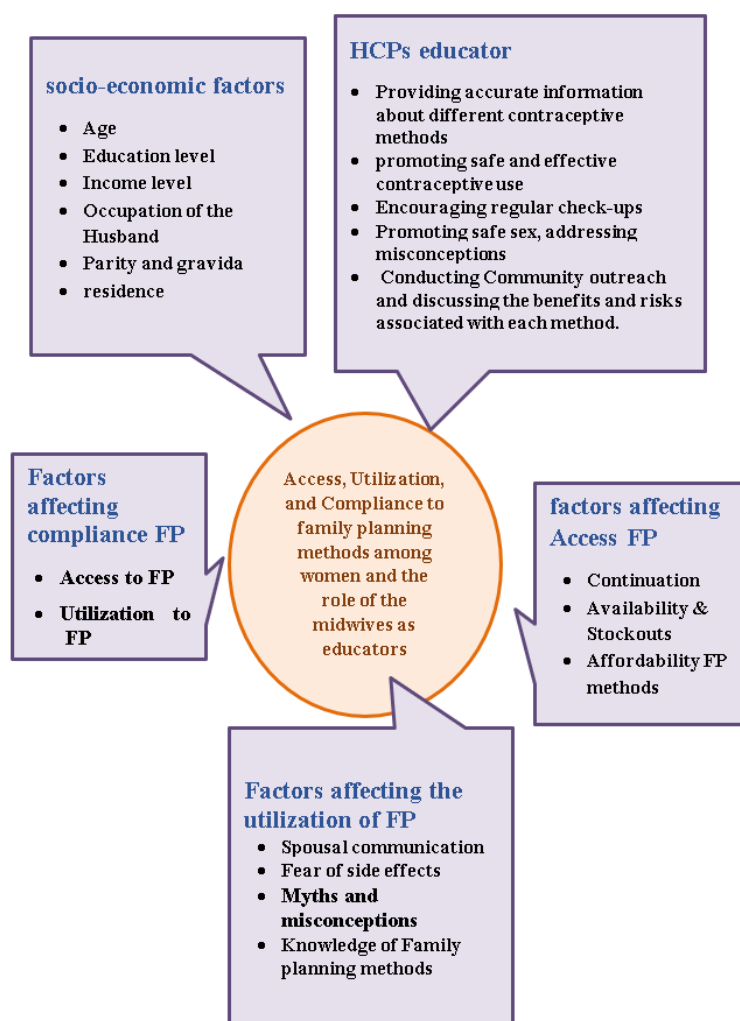 socio-economic factors
• Age
• Education level
• Income level
• Occupation of the
Husband
• Parity and gravida
• residence
HCPs educator
• Providing accurate information
about different contraceptive
methods
• promoting safe and effective
contraceptive use
• Encouraging regular check-ups
• Promoting safe sex, addressing
misconceptions
• Conducting Community outreach
and discussing the benefits and risks
associated with each method.
Factors
affecting
compliance FP
• Access to FP
• Utilization to
FP
Access, Utilization,
and Compliance to
family planning
methods among
women and the
role of the
midwives as
educators
factors affecting
Access FP
• Continuation
• Availability &
Stockouts
• Affordability FP
methods
Factors affecting the
utilization of FP
• Spousal communication
• Fear of side effects
• Myths and
misconceptions
• Knowledge of Family
planning methods